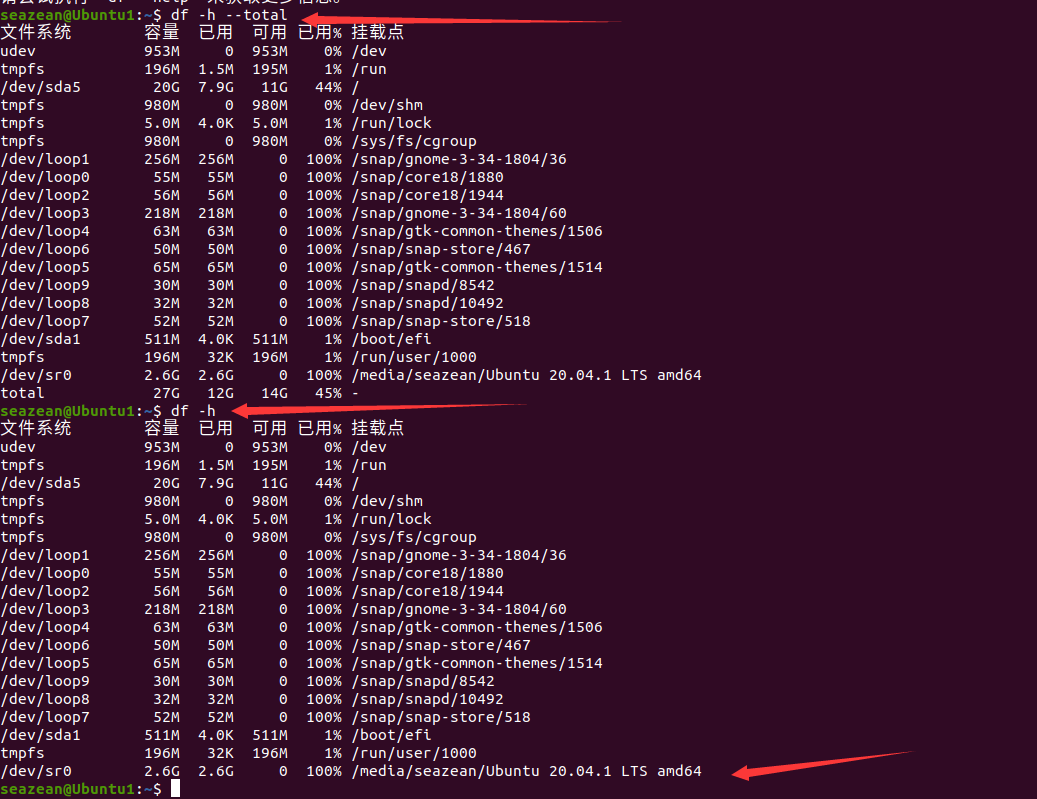 seazean@Ubuntu1:~$ df -h --total
文件系统 容量 已用 可用 已用% 挂载点
udev 953M 0 953M 0% /dev
tmpfs 196M 1.5M 195M 1% /run
/dev/sda5 20G 7.9G 11G 44% /
tmpfs 980M 0 980M 0% /dev/shm
tmpfs 5.0M 4.0K 5.0M 1% /run/lock
tmpfs 980M 0 980M 0% /sys/fs/cgroup
/dev/loop1 256M 256M 0 100% /snap/gnome-3-34-1804/36
/dev/loop0 55M 55M 0 100% /snap/core18/1880
/dev/loop2 56M 56M 0 100% /snap/core18/1944
/dev/loop3 218M 218M 0 100% /snap/gnome-3-34-1804/60
/dev/loop4 63M 63M 0 100% /snap/gtk-common-themes/1506
/dev/loop6 50M 50M 0 100% /snap/snap-store/467
/dev/loop5 65M 65M 0 100% /snap/gtk-common-themes/1514
/dev/loop9 30M 30M 0 100% /snap/snapd/8542
/dev/loop8 32M 32M 0 100% /snap/snapd/10492
/dev/loop7 52M 52M 0 100% /snap/snap-store/518
/dev/sda1 511M 4.0K 511M 1% /boot/efi
tmpfs 196M 32K 196M 1% /run/user/1000
/dev/sr0 2.6G 2.6G 0 100% /media/seazean/Ubuntu 20.04.1 LTS amd64
total 27G 12G 14G 45% -
seazean@Ubuntu1:~$ df -h
文件系统 容量 已用 可用 已用% 挂载点
udev 953M 0 953M 0% /dev
tmpfs 196M 1.5M 195M 1% /run
/dev/sda5 20G 7.9G 11G 44% /
tmpfs 980M 0 980M 0% /dev/shm
tmpfs 5.0M 4.0K 5.0M 1% /run/lock
tmpfs 980M 0 980M 0% /sys/fs/cgroup
/dev/loop1 256M 256M 0 100% /snap/gnome-3-34-1804/36
/dev/loop0 55M 55M 0 100% /snap/core18/1880
/dev/loop2 56M 56M 0 100% /snap/core18/1944
/dev/loop3 218M 218M 0 100% /snap/gnome-3-34-1804/60
/dev/loop4 63M 63M 0 100% /snap/gtk-common-themes/1506
/dev/loop6 50M 50M 0 100% /snap/snap-store/467
/dev/loop5 65M 65M 0 100% /snap/gtk-common-themes/1514
/dev/loop9 30M 30M 0 100% /snap/snapd/8542
/dev/loop8 32M 32M 0 100% /snap/snapd/10492
/dev/loop7 52M 52M 0 100% /snap/snap-store/518
/dev/sda1 511M 4.0K 511M 1% /boot/efi
tmpfs 196M 32K 196M 1% /run/user/1000
/dev/sr0 2.6G 2.6G 0 100% /media/seazean/Ubuntu 20.04.1 LTS amd64
seazean@Ubuntu1:~$